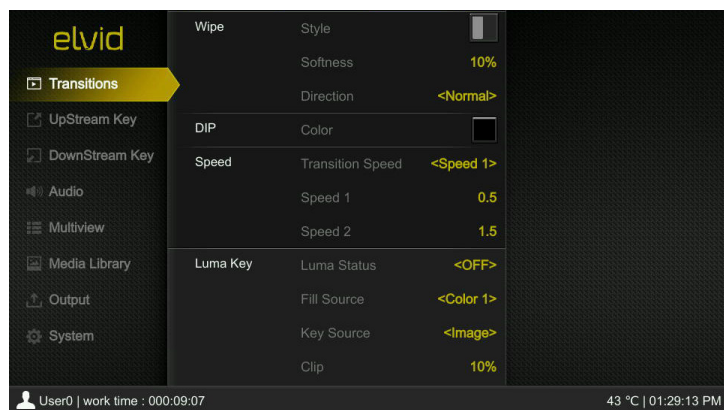 elvid
Transitions
UpStream Key
DownStream Key
Audio
Multiview
Media Library
Output
System
Wipe Style
Softness 10%
Direction <Normal>
DIP Color
Speed Transition Speed <Speed 1>
Speed 1 0.5
Speed 2 1.5
Luma Key Luma Status <OFF>
Fill Source <Color 1>
Key Source <Image>
Clip 10%
User0 | work time : 000:09:07 43 °C | 01:29:13 PM